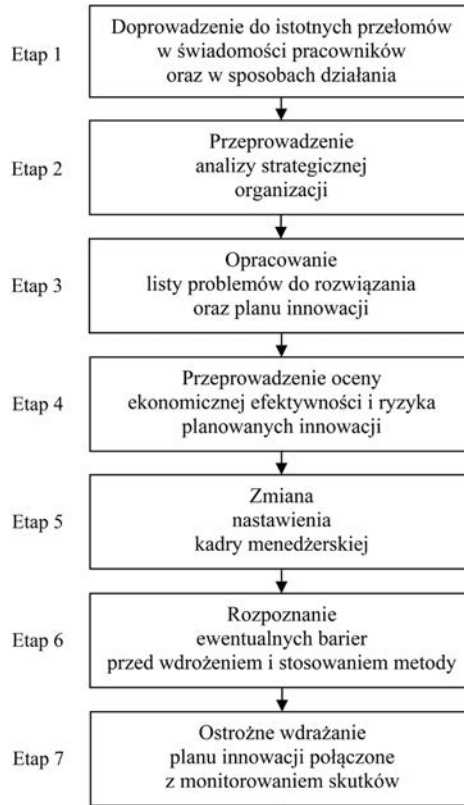 Etap 1
Doprowadzenie do istotnych przełomów
w świadomości pracowników
oraz w sposobach działania
Etap 2
Przeprowadzenie
analizy strategicznej
organizacji
Etap 3
Opracowanie
listy problemów do rozwiązania
oraz planu innowacji
Etap 4
Przeprowadzenie oceny
ekonomicznej efektywności i ryzyka
planowanych innowacji
Etap 5
Zmiana
nastawienia
kadry menedżerskiej
Etap 6
Rozpoznanie
ewentualnych barier
przed wdrożeniem i stosowaniem metody
Etap 7
Ostrożne wdrażanie
planu innowacji połączone
z monitorowaniem skutków